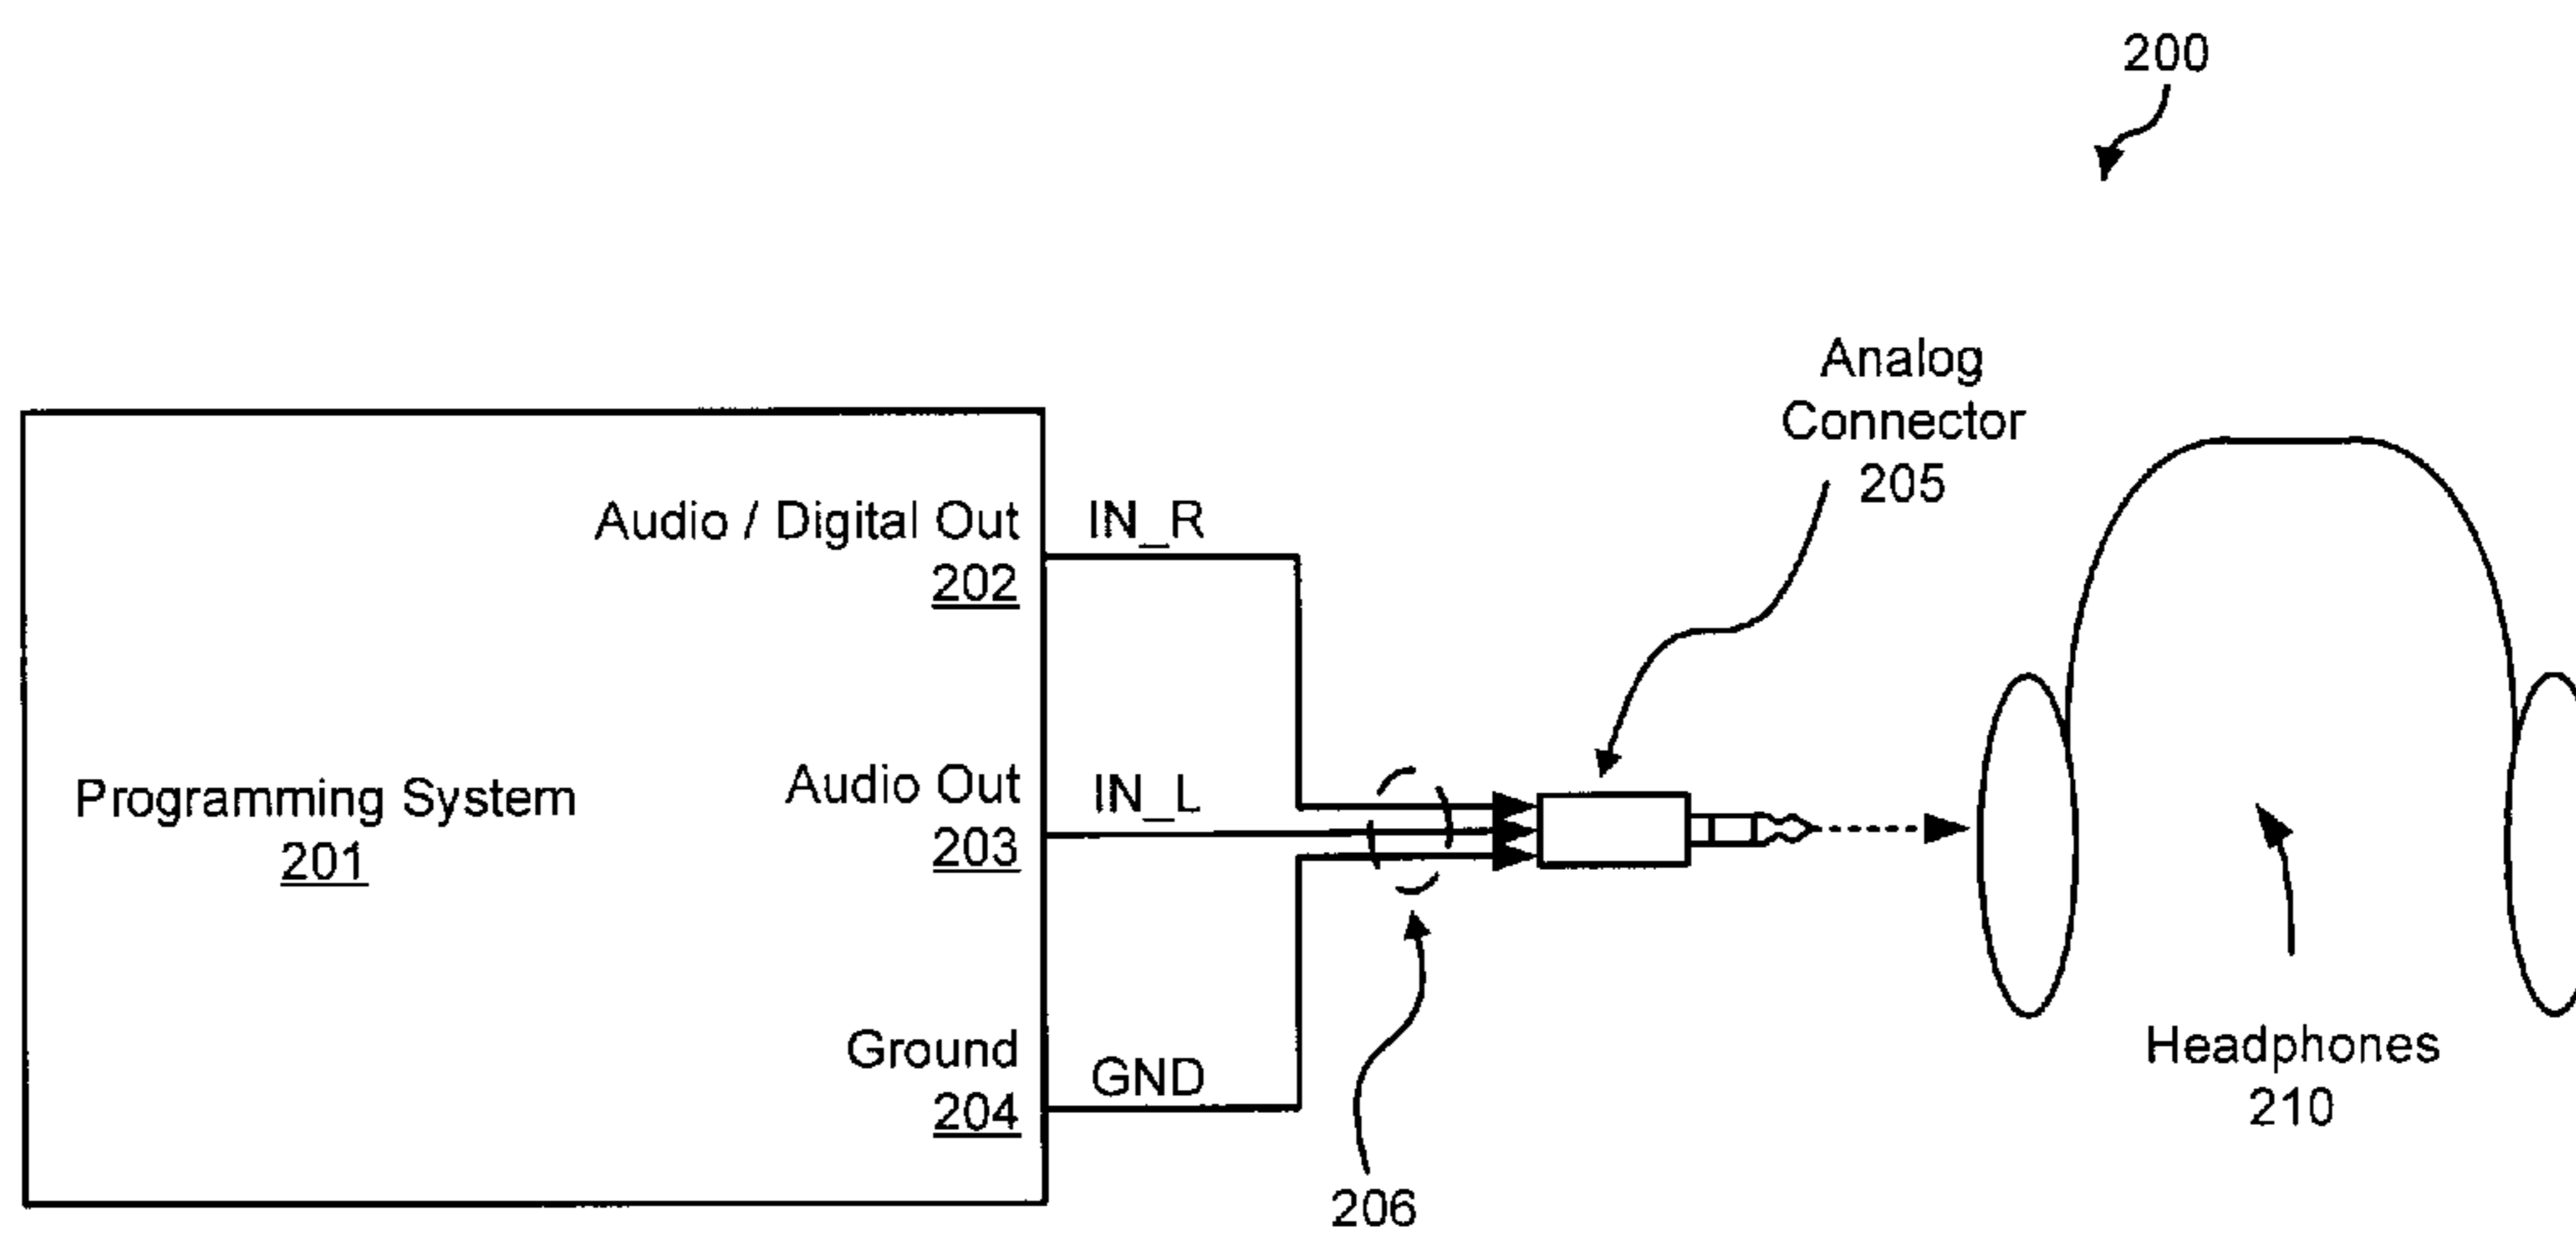 200
Analog
Connector
205
Audio / Digital Out
202
IN_R
Programming System
201
Audio Out
203
IN_L
Ground
204
GND
206
Headphones
210